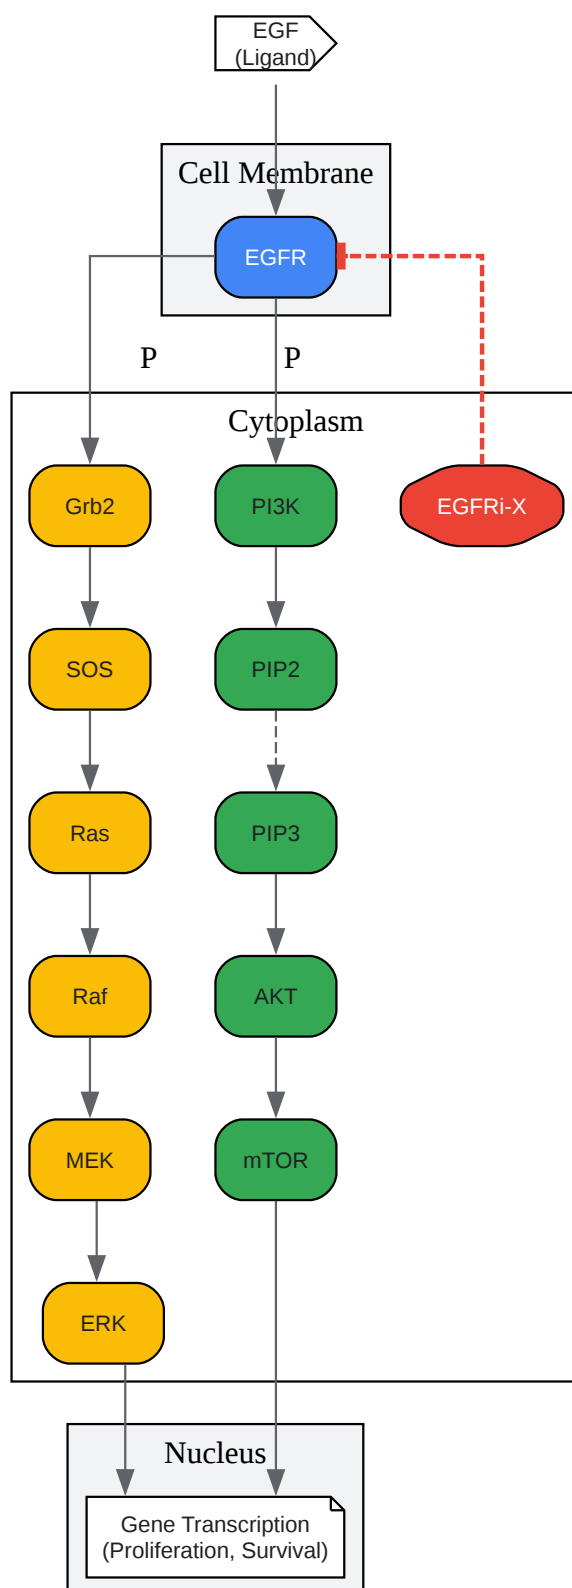 EGF
(Ligand)
Cell Membrane
EGFR
P
P
Cytoplasm
Grb2
PI3K
EGFRi-X
SOS
PIP2
Ras
PIP3
Raf
AKT
MEK
mTOR
ERK
Nucleus
Gene Transcription
(Proliferation, Survival)